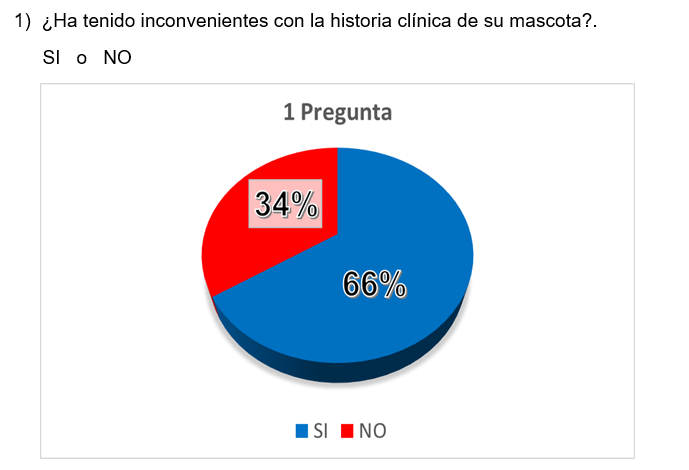 1) ¿Ha tenido inconvenientes con la historia clínica de su mascota?.
SI o NO
1 Pregunta
34%
66%
SI NO